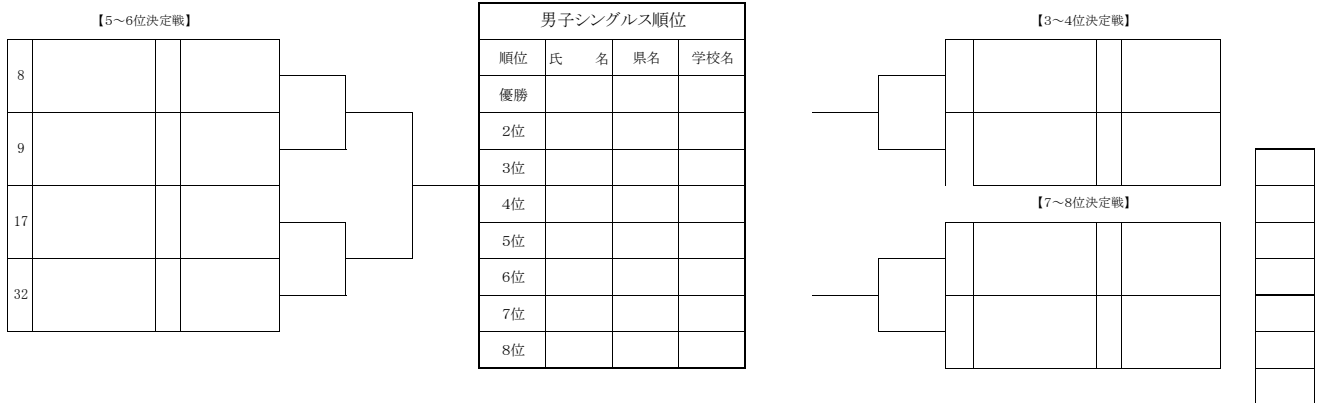 【5～6位決定戦】
8
9
17
32
男子シングルス順位
順位 氏　　名 県名 学校名
優勝
2位
3位
4位
5位
6位
7位
8位
【3～4位決定戦】
【7～8位決定戦】